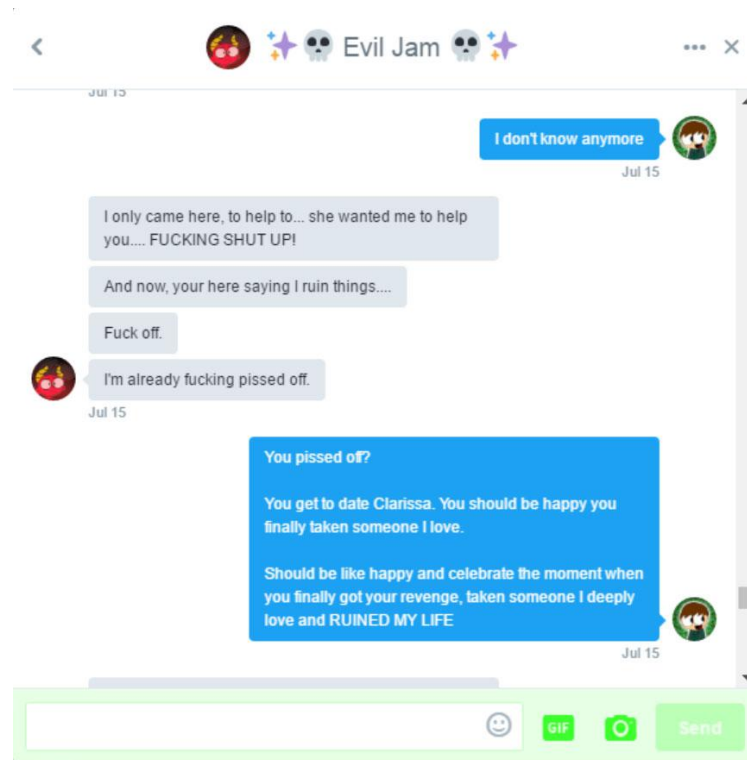 ✨💀 Evil Jam 💀✨
Jul 15
I don't know anymore
Jul 15
I only came here, to help to... she wanted me to help
you.... FUCKING SHUT UP!
And now, your here saying I ruin things....
Fuck off.
I'm already fucking pissed off.
Jul 15
You pissed off?
You get to date Clarissa. You should be happy you
finally taken someone I love.
Should be like happy and celebrate the moment when
you finally got your revenge, taken someone I deeply
love and RUINED MY LIFE
Jul 15
GIF
Send